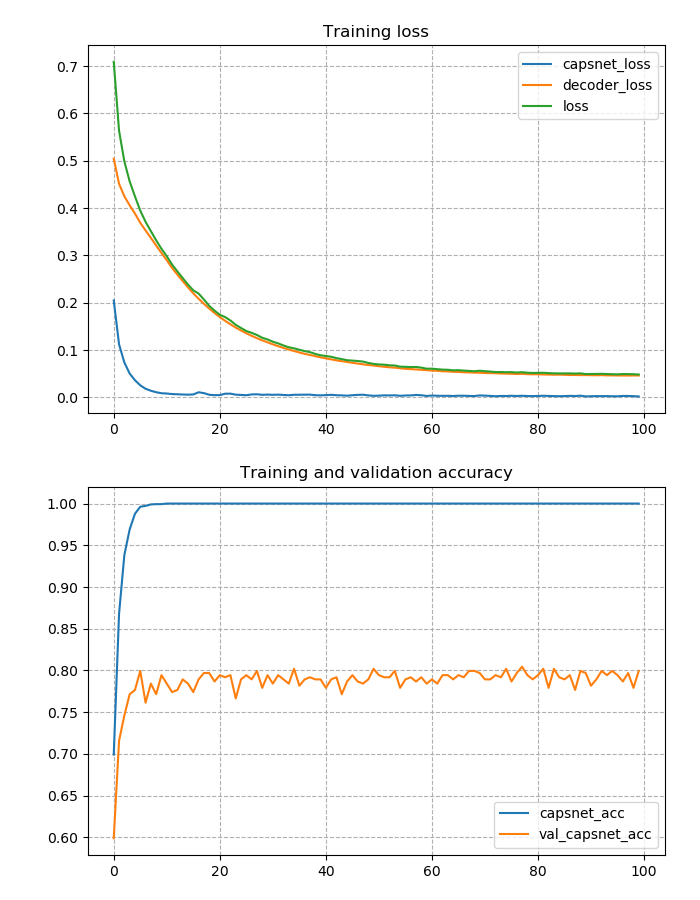 Training loss
0.7
0.6
0.5
0.4
0.3
0.2
0.1
0.0
capsnet_loss
decoder_loss
loss
0 20 40 60 80 100
Training and validation accuracy
1.00
0.95
0.90
0.85
0.80
0.75
0.70
0.65
0.60
capsnet_acc
val_capsnet_acc
0 20 40 60 80 100